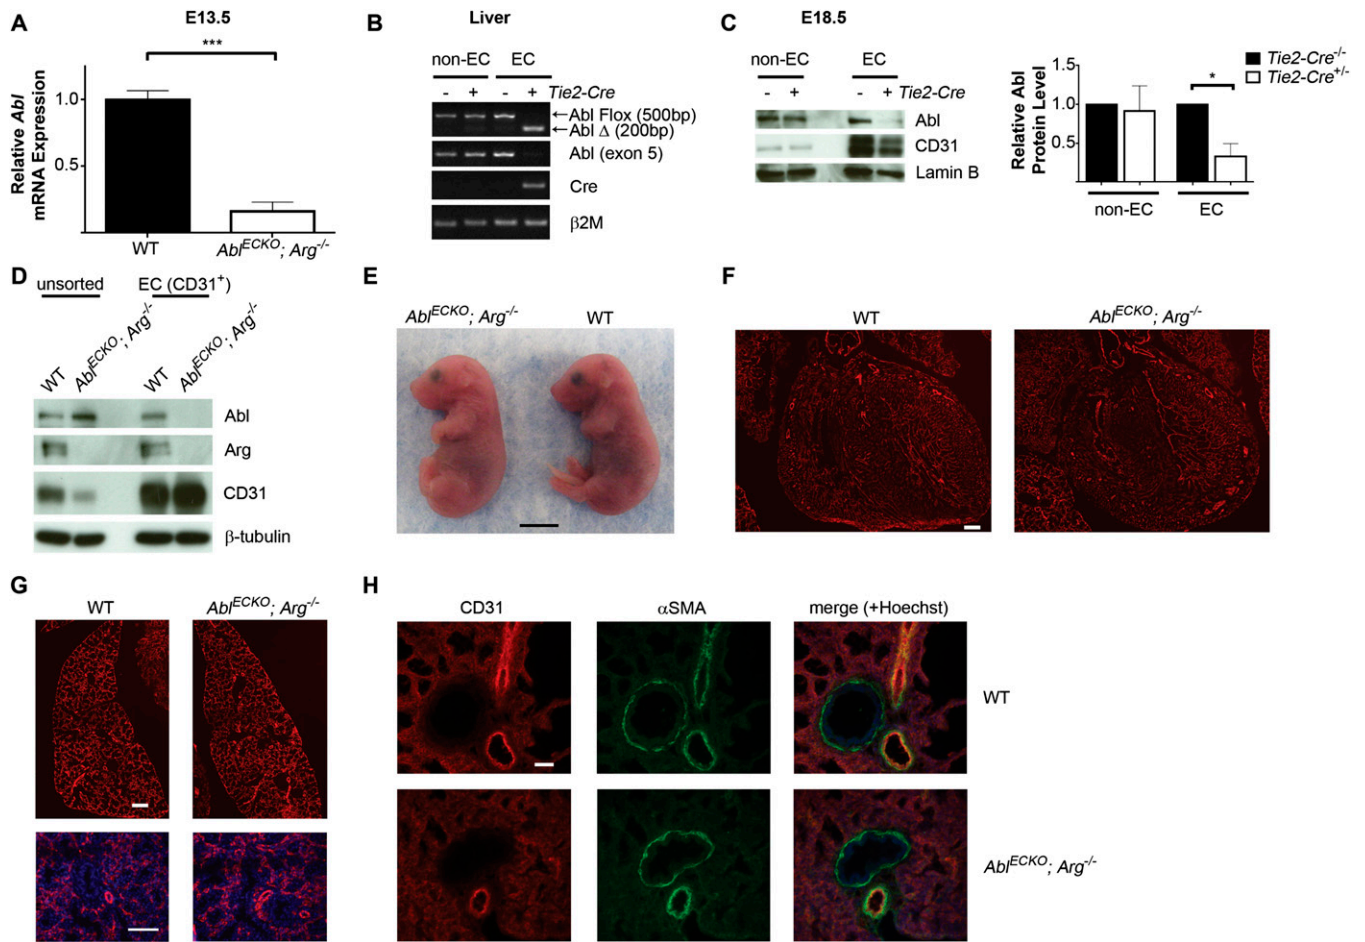 A
E13.5
***
Relative Abl
mRNA Expression
1.0
0.5
WT
Abl^ECKO; Arg^-/-
B
Liver
non-EC EC
- + - + Tie2-Cre
←Abl Flox (500bp)
←Abl Δ (200bp)
Abl (exon 5)
Cre
β2M
C
E18.5
non-EC EC
- + - + Tie2-Cre
Abl
CD31
Lamin B
Relative Abl
Protein Level
1.5
1.0
0.5
*
non-EC EC
Tie2-Cre^-/-
Tie2-Cre^+/-
D
unsorted EC (CD31^+)
WT Abl^ECKO; Arg^-/- WT Abl^ECKO; Arg^-/-
Abl
Arg
CD31
β-tubulin
E
Abl^ECKO; Arg^-/- WT
F
WT Abl^ECKO; Arg^-/-
G
WT Abl^ECKO; Arg^-/-
H
CD31 αSMA merge (+Hoechst)
WT
Abl^ECKO; Arg^-/-